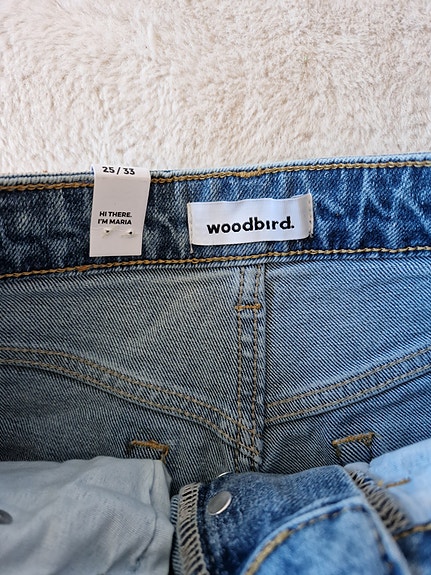 25/33
HI THERE.
I'M MARIA
woodbird.